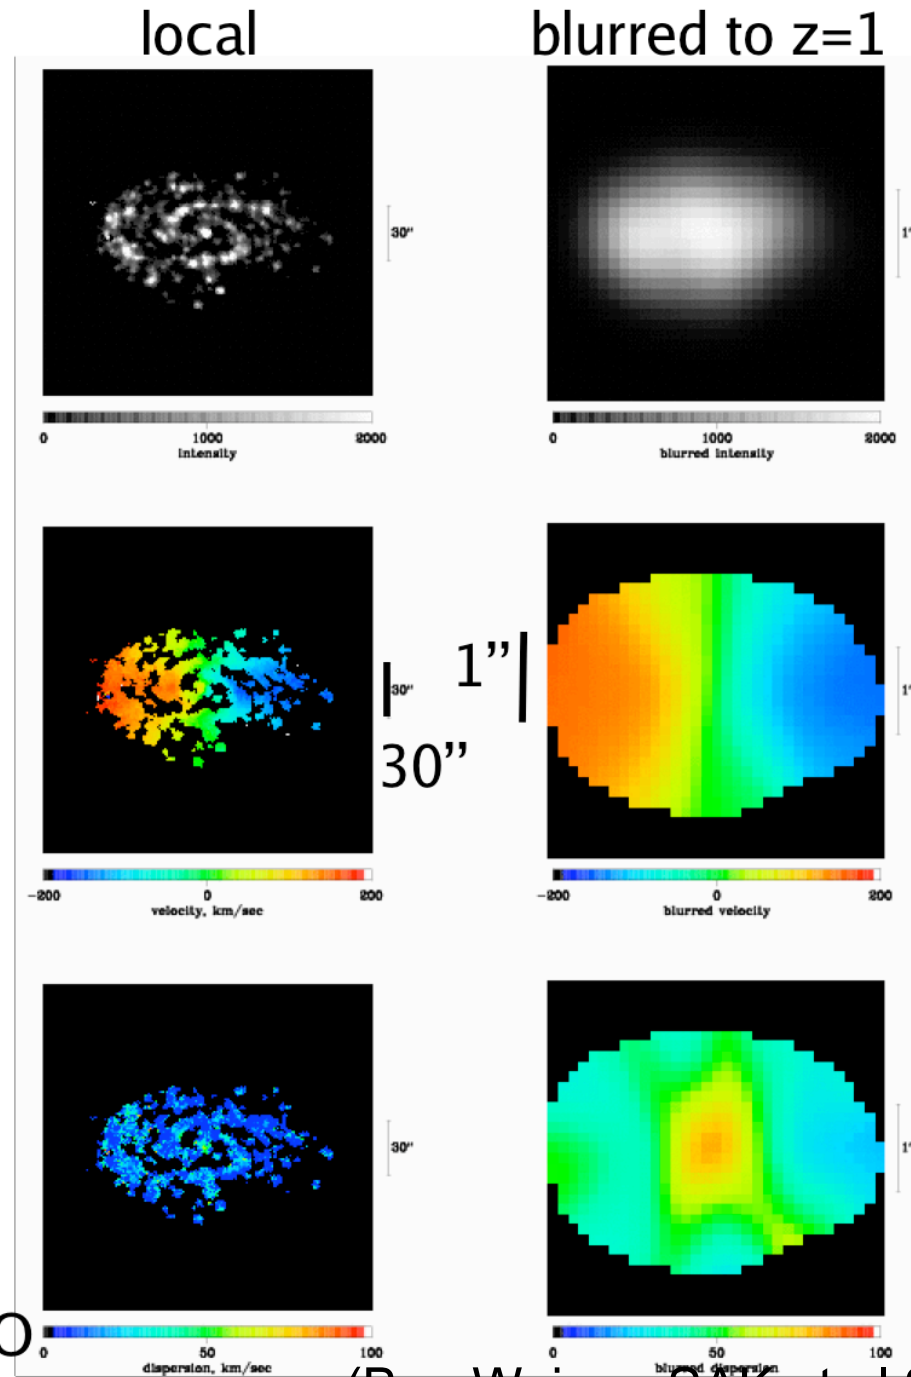 local
blurred to z=1
30"
1"
0 1000 2000
intensity
0 1000 2000
blurred intensity
30"
1”
30”
1"
-200 0 200
velocity, km/sec
-200 0 200
blurred velocity
30"
1"
0 50 100
dispersion, km/sec
0 50 100
blurred dispersion